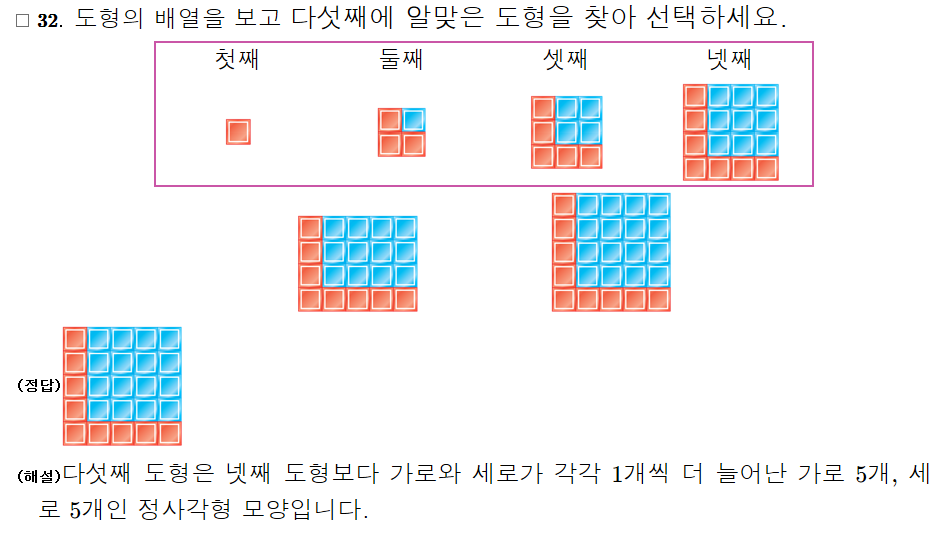 □ 32. 도형의 배열을 보고 다섯째에 알맞은 도형을 찾아 선택하세요.
첫째 둘째 셋째 넷째
(정답)
(해설)다섯째 도형은 넷째 도형보다 가로와 세로가 각각 1개씩 더 늘어난 가로 5개, 세
로 5개인 정사각형 모양입니다.